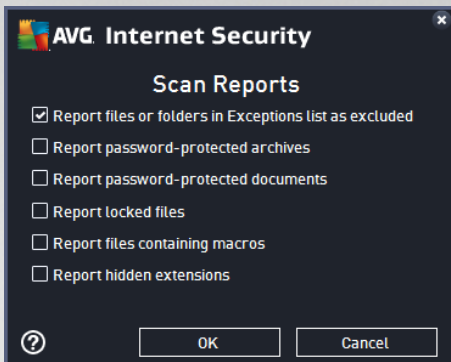 AVG. Internet Security
Scan Reports
Report files or folders in Exceptions list as excluded
Report password-protected archives
Report password-protected documents
Report locked files
Report files containing macros
Report hidden extensions
?
OK
Cancel